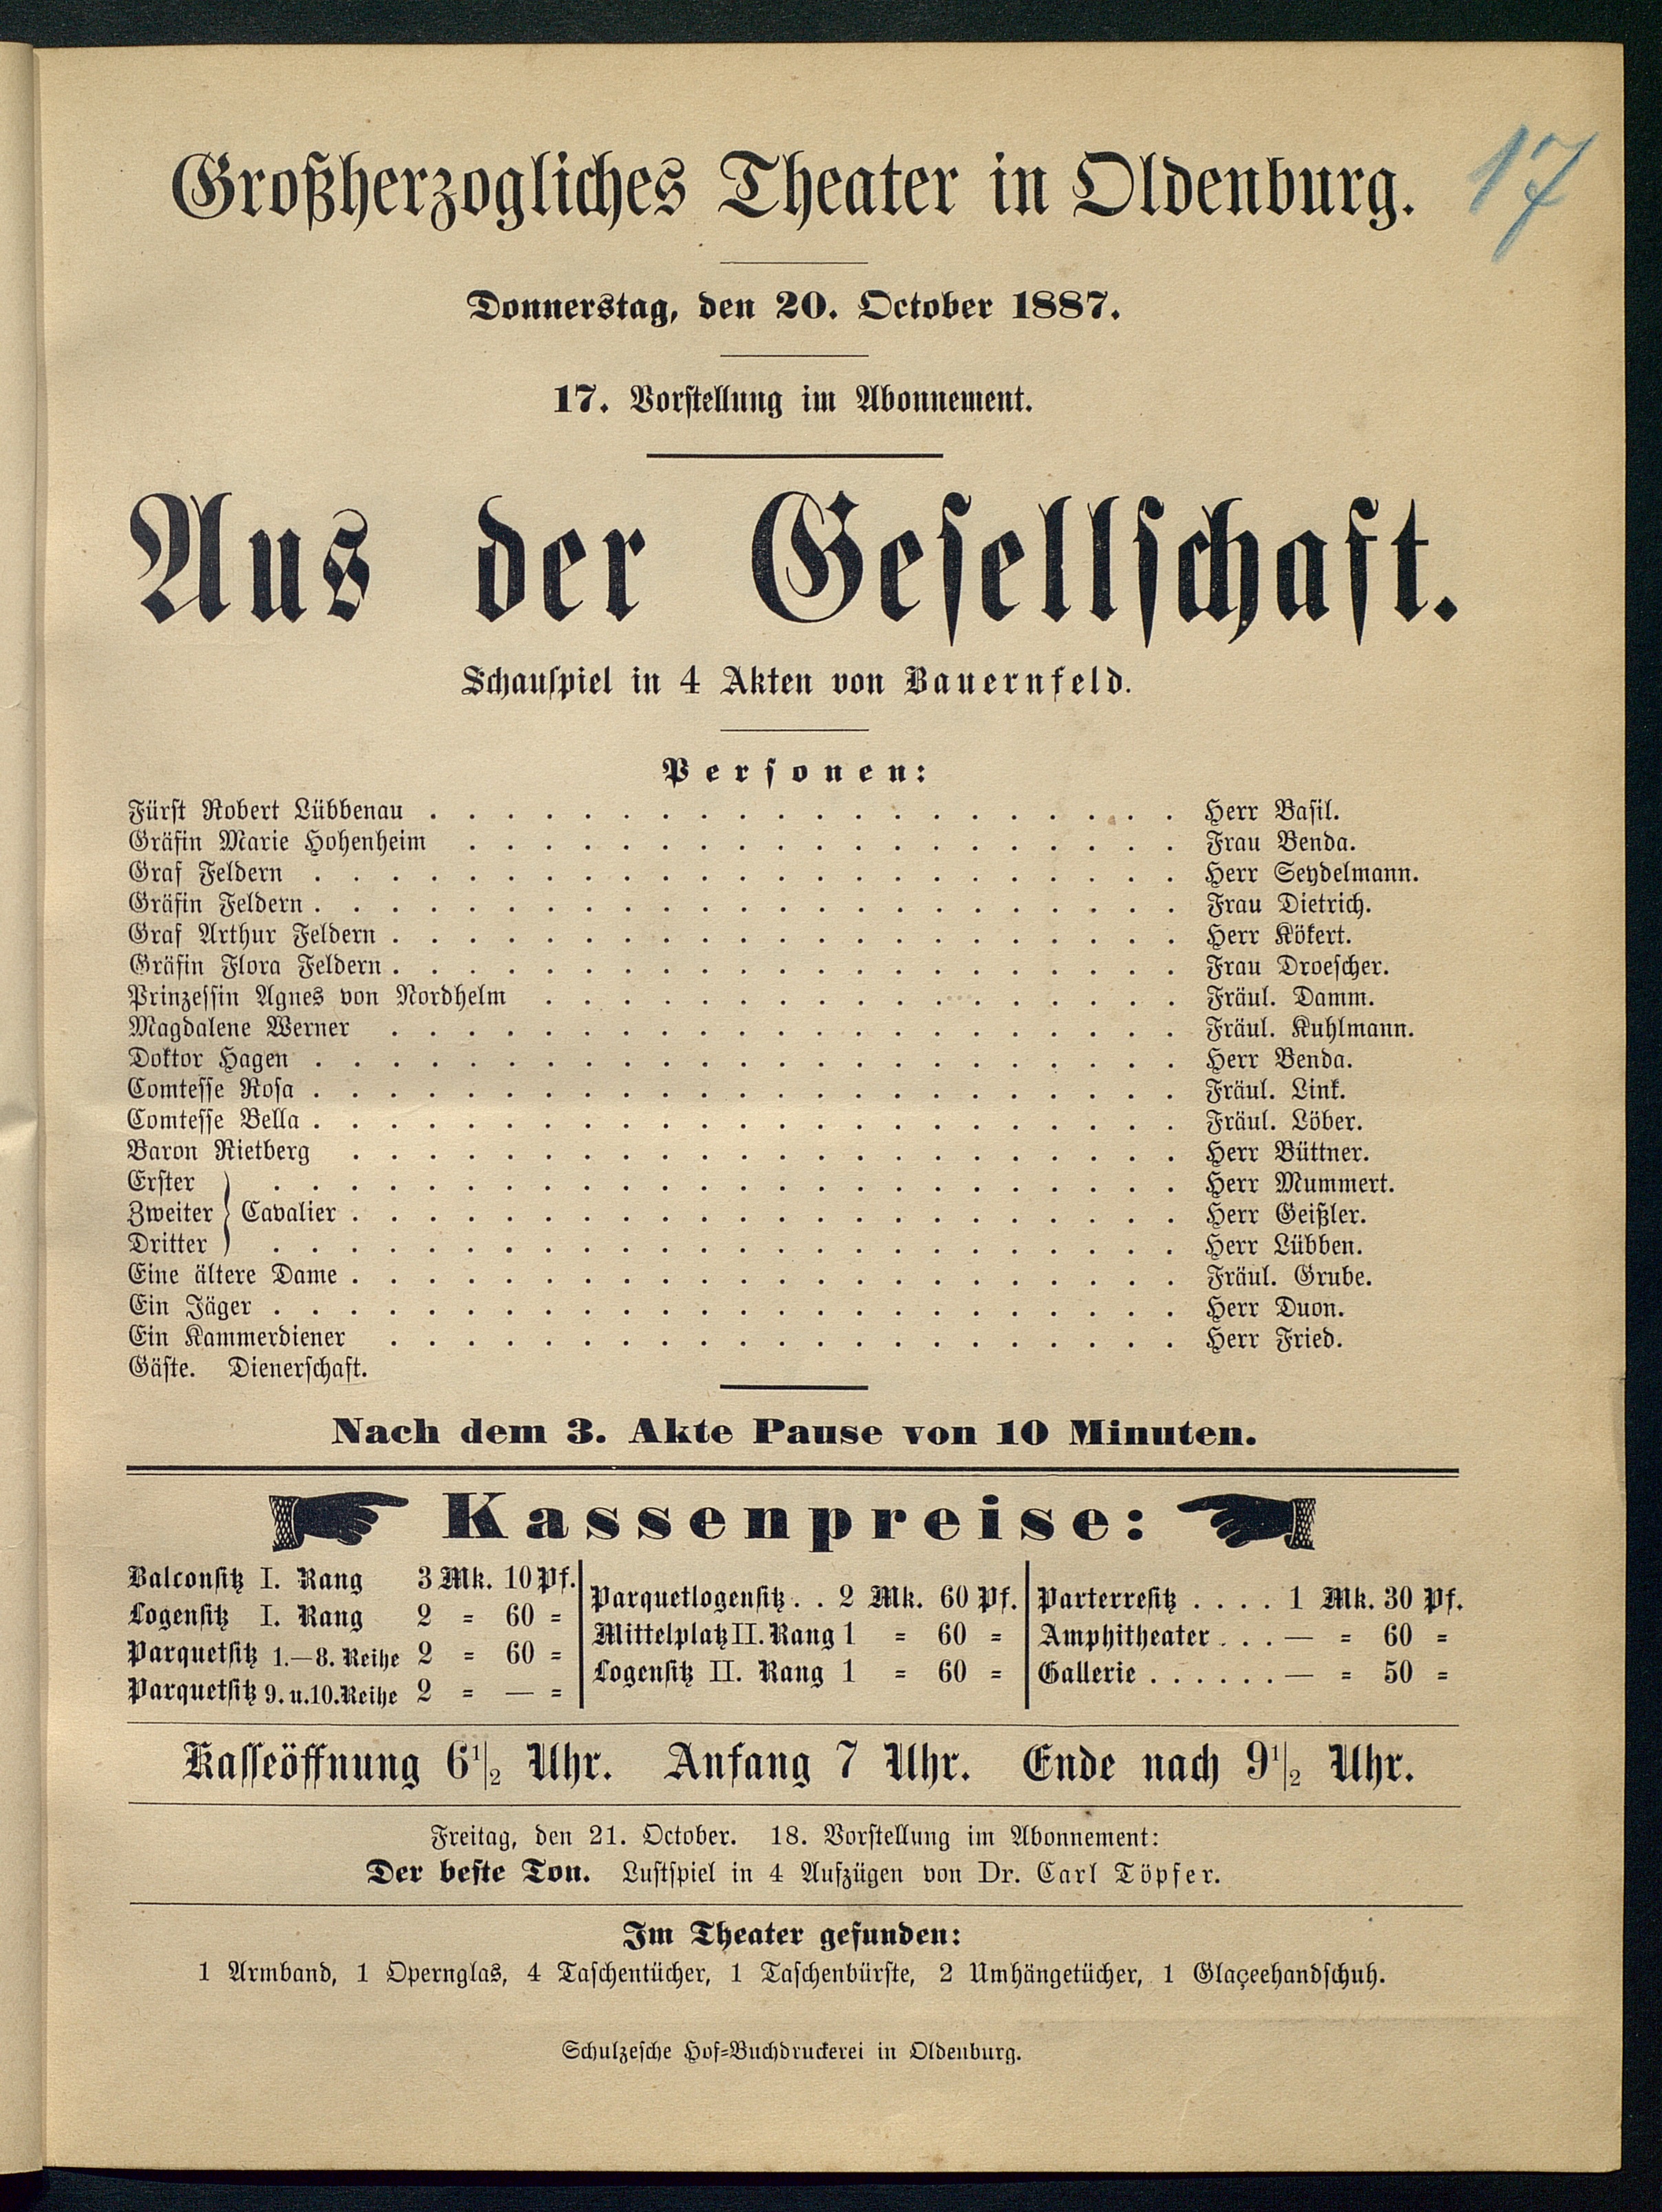 17
Großherzogliches Theater in Oldenburg.
Donnerstag, den 20. October 1887.
17. Vorstellung im Abonnement.
Aus der Gesellschaft.
Schauspiel in 4 Akten von Bauernfeld.
Personen:
Fürst Robert Lübbenau . . . . . . . . . . . . . . . . . . . . Herr Basil.
Gräfin Marie Hohenheim . . . . . . . . . . . . . . . . . . . Frau Benda.
Graf Feldern . . . . . . . . . . . . . . . . . . . . . . . Herr Seydelmann.
Gräfin Feldern . . . . . . . . . . . . . . . . . . . . . . . Frau Dietrich.
Graf Arthur Feldern . . . . . . . . . . . . . . . . . . . . . Herr Kökert.
Gräfin Flora Feldern . . . . . . . . . . . . . . . . . . . . . Frau Droescher.
Prinzessin Agnes von Nordhelm . . . . . . . . . . . . . . . . . Fräul. Damm.
Magdalene Werner . . . . . . . . . . . . . . . . . . . . . Fräul. Kuhlmann.
Doktor Hagen . . . . . . . . . . . . . . . . . . . . . . . Herr Benda.
Comtesse Rosa . . . . . . . . . . . . . . . . . . . . . . . Fräul. Link.
Comtesse Bella . . . . . . . . . . . . . . . . . . . . . . . Fräul. Löber.
Baron Rietberg . . . . . . . . . . . . . . . . . . . . . . Herr Büttner.
Erster . . . . . . . . . . . . . . . . . . . . . . . . Herr Mummert.
Zweiter } Cavalier . . . . . . . . . . . . . . . . . . . . . . Herr Geißler.
Dritter . . . . . . . . . . . . . . . . . . . . . . . . Herr Lübben.
Eine ältere Dame . . . . . . . . . . . . . . . . . . . . . . Fräul. Grube.
Ein Jäger . . . . . . . . . . . . . . . . . . . . . . . . Herr Duon.
Ein Kammerdiener . . . . . . . . . . . . . . . . . . . . . Herr Fried.
Gäste. Dienerschaft.
Nach dem 3. Akte Pause von 10 Minuten.
Kassenpreise:
Balconsitz I. Rang 3 Mk. 10 Pf.
Logensitz I. Rang 2 = 60 =
Parquetsitz 1.—8. Reihe 2 = 60 =
Parquetsitz 9. u. 10. Reihe 2 = — =
Parquetlogensitz . . 2 Mk. 60 Pf.
Mittelplatz II. Rang 1 = 60 =
Logensitz II. Rang 1 = 60 =
Parterresitz . . . . 1 Mk. 30 Pf.
Amphitheater . . . — = 60 =
Gallerie . . . . . . — = 50 =
Kasseöffnung 6 1/2 Uhr. Anfang 7 Uhr. Ende nach 9 1/2 Uhr.
Freitag, den 21. October. 18. Vorstellung im Abonnement:
Der beste Ton. Lustspiel in 4 Aufzügen von Dr. Carl Töpfer.
Im Theater gefunden:
1 Armband, 1 Opernglas, 4 Taschentücher, 1 Taschenbürste, 2 Umhängetücher, 1 Glaçeehandschuh.
Schulzesche Hof=Buchdruckerei in Oldenburg.